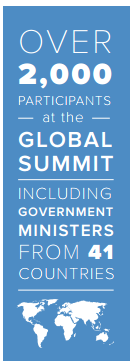 OVER
2,000
PARTICIPANTS
at the
GLOBAL
SUMMIT
INCLUDING
GOVERNMENT
MINISTERS
FROM 41
COUNTRIES